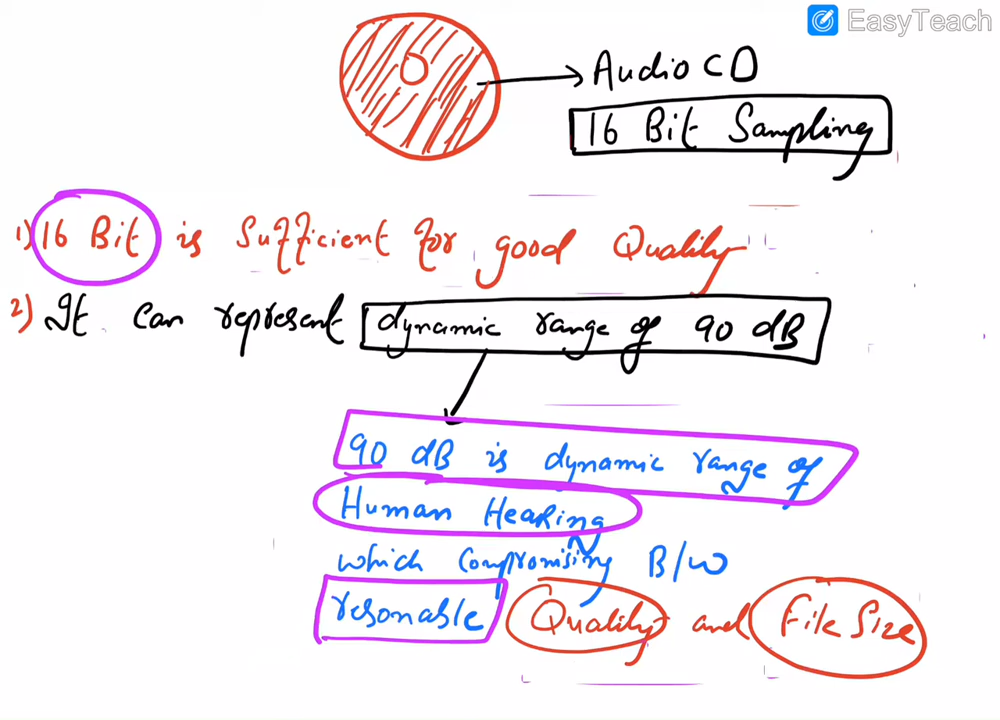 EasyTeach
Audio CD
16 Bit Sampling
1) 16 Bit is Sufficient for good Quality
2) It can represent dynamic range of 90 dB
90 dB is dynamic range of
Human Hearing
which compromising B/w
resonable Quality and File Size